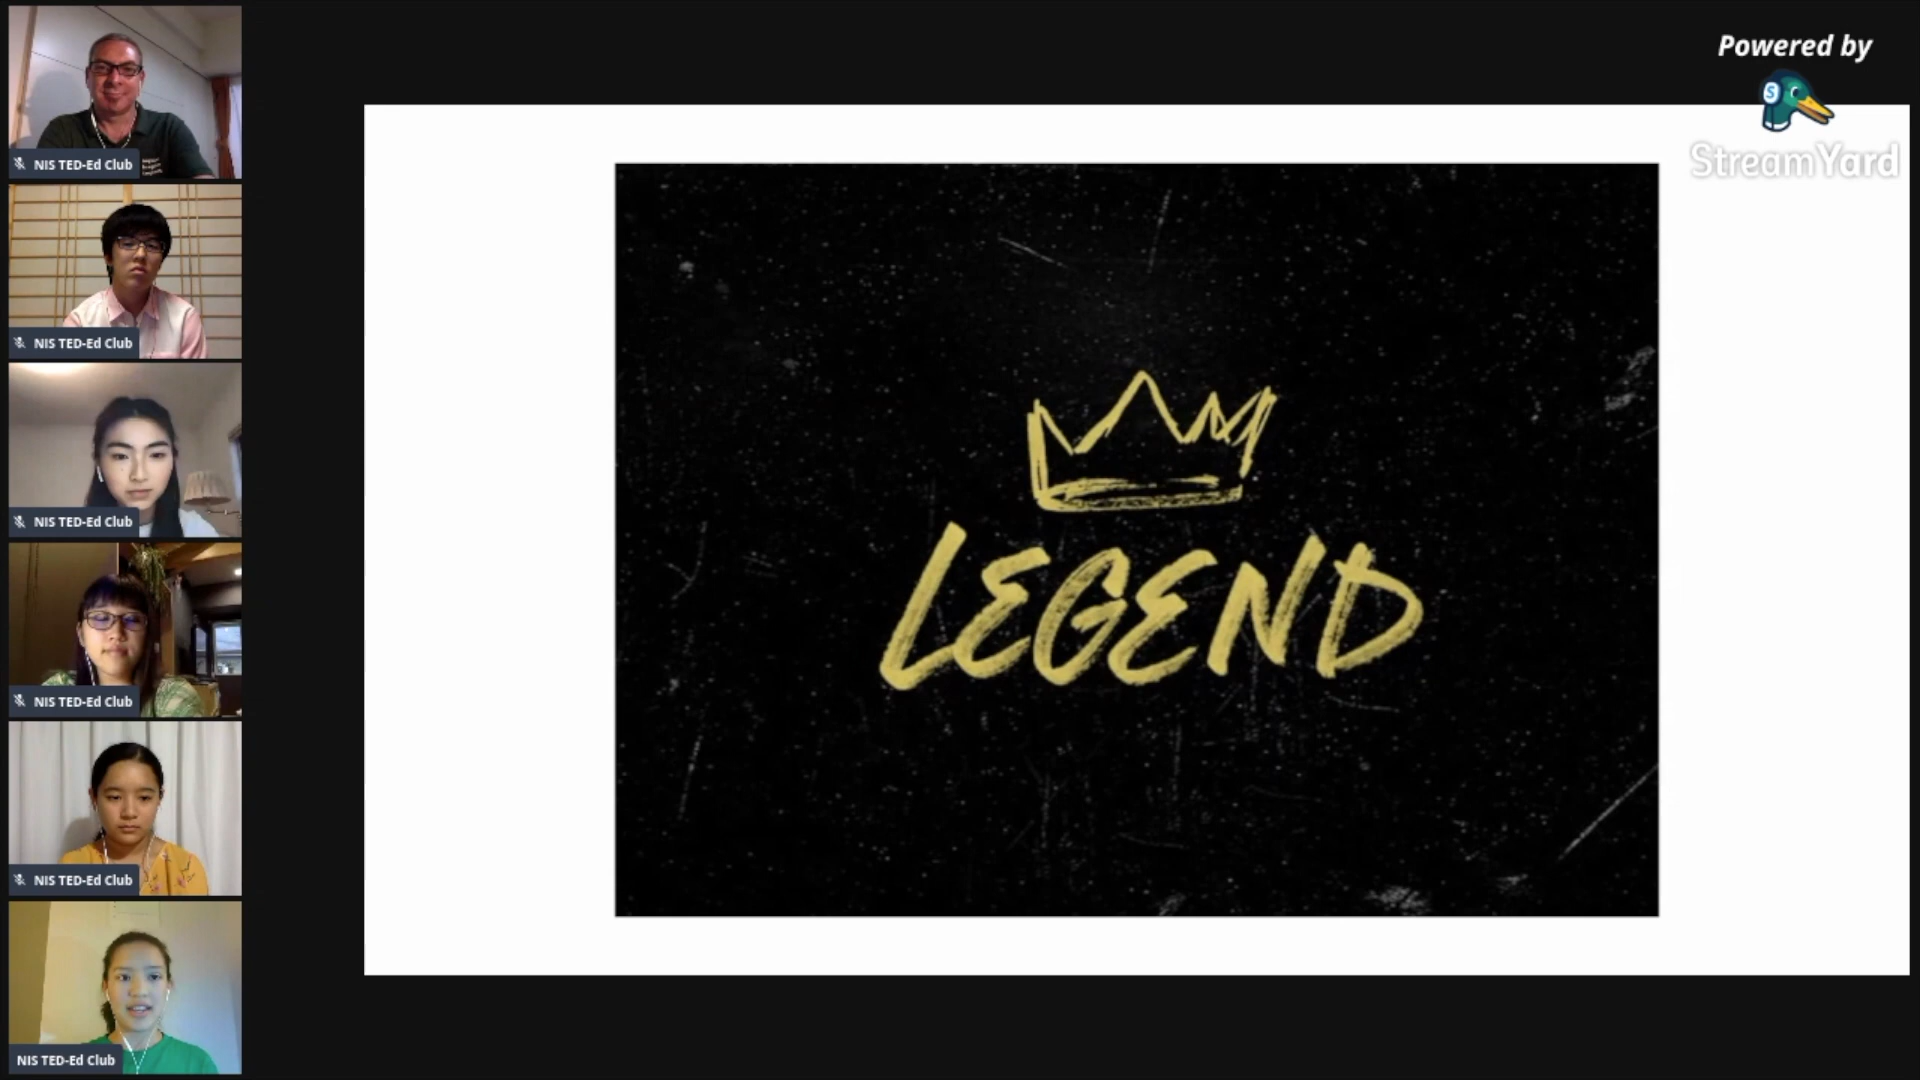 NIS TED-Ed Club
NIS TED-Ed Club
NIS TED-Ed Club
NIS TED-Ed Club
NIS TED-Ed Club
NIS TED-Ed Club
LEGEND
Powered by
S
StreamYard